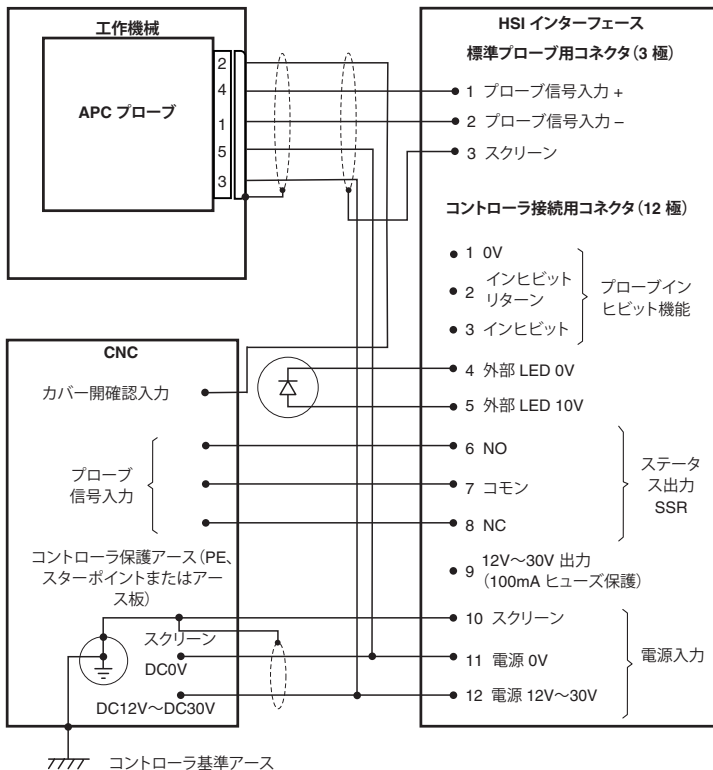 工作機械
APC プローブ
2
4
1
5
3
HSI インターフェース
標準プローブ用コネクタ(3 極)
1 プローブ信号入力 +
2 プローブ信号入力 –
3 スクリーン
コントローラ接続用コネクタ(12 極)
1 0V
2 インヒビット
リターン
3 インヒビット
プローブイン
ヒビット機能
4 外部 LED 0V
5 外部 LED 10V
6 NO
7 コモン
8 NC
ステータ
ス出力
SSR
9 12V～30V 出力
(100mA ヒューズ保護)
10 スクリーン
11 電源 0V
12 電源 12V～30V
電源入力
CNC
カバー開確認入力
プローブ
信号入力
コントローラ保護アース(PE、
スターポイントまたはアー
ス板)
スクリーン
DC0V
DC12V～DC30V
コントローラ基準アース